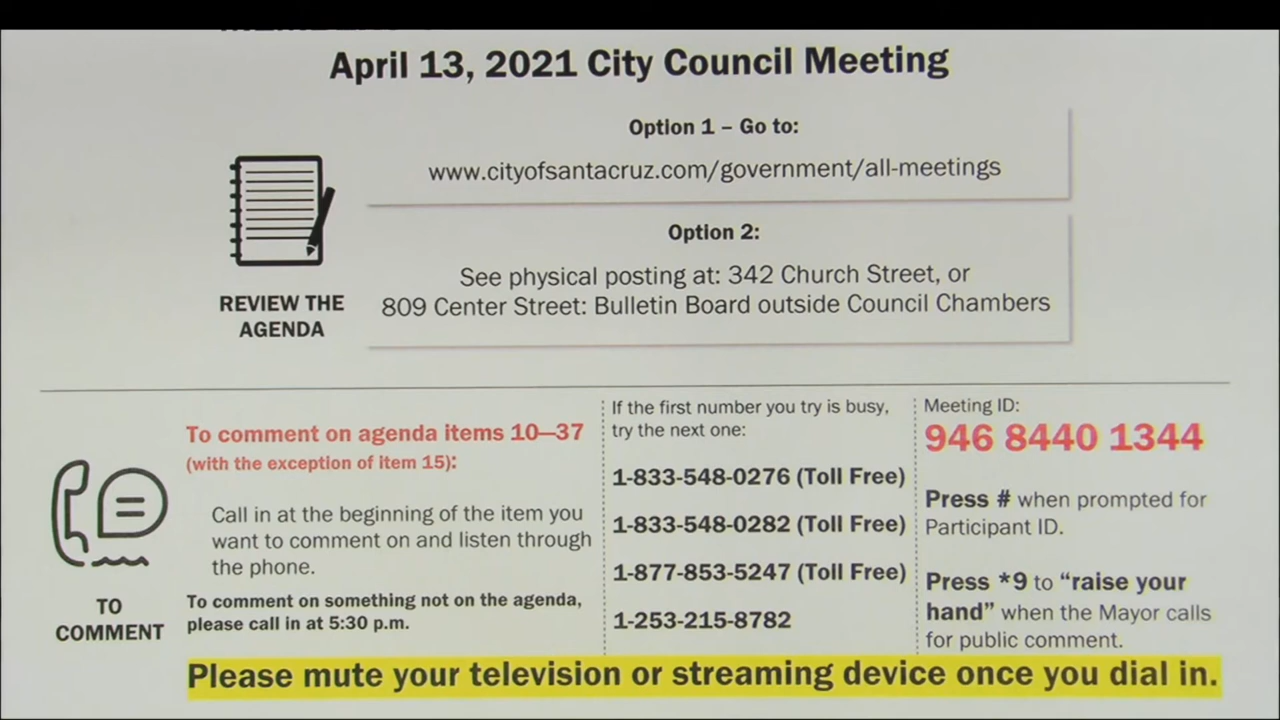 April 13, 2021 City Council Meeting
Option 1 – Go to:
www.cityofsantacruz.com/government/all-meetings
Option 2:
See physical posting at: 342 Church Street, or
809 Center Street: Bulletin Board outside Council Chambers
REVIEW THE
AGENDA
To comment on agenda items 10—37
(with the exception of item 15):
Call in at the beginning of the item you
want to comment on and listen through
the phone.
To comment on something not on the agenda,
please call in at 5:30 p.m.
TO
COMMENT
If the first number you try is busy,
try the next one:
1-833-548-0276 (Toll Free)
1-833-548-0282 (Toll Free)
1-877-853-5247 (Toll Free)
1-253-215-8782
Meeting ID:
946 8440 1344
Press # when prompted for
Participant ID.
Press *9 to “raise your
hand” when the Mayor calls
for public comment.
Please mute your television or streaming device once you dial in.